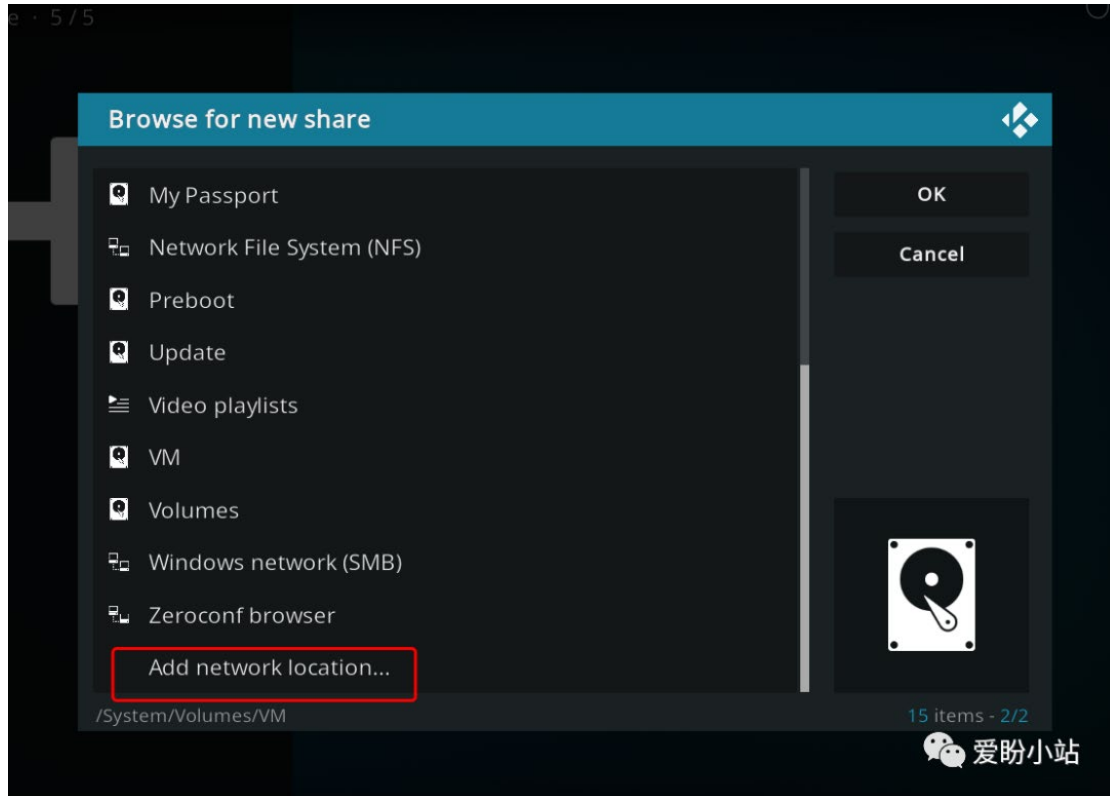 e · 5/5
Browse for new share
My Passport
OK
Network File System (NFS)
Cancel
Preboot
Update
Video playlists
VM
Volumes
Windows network (SMB)
Zeroconf browser
Add network location...
/System/Volumes/VM
15 items - 2/2
爱盼小站